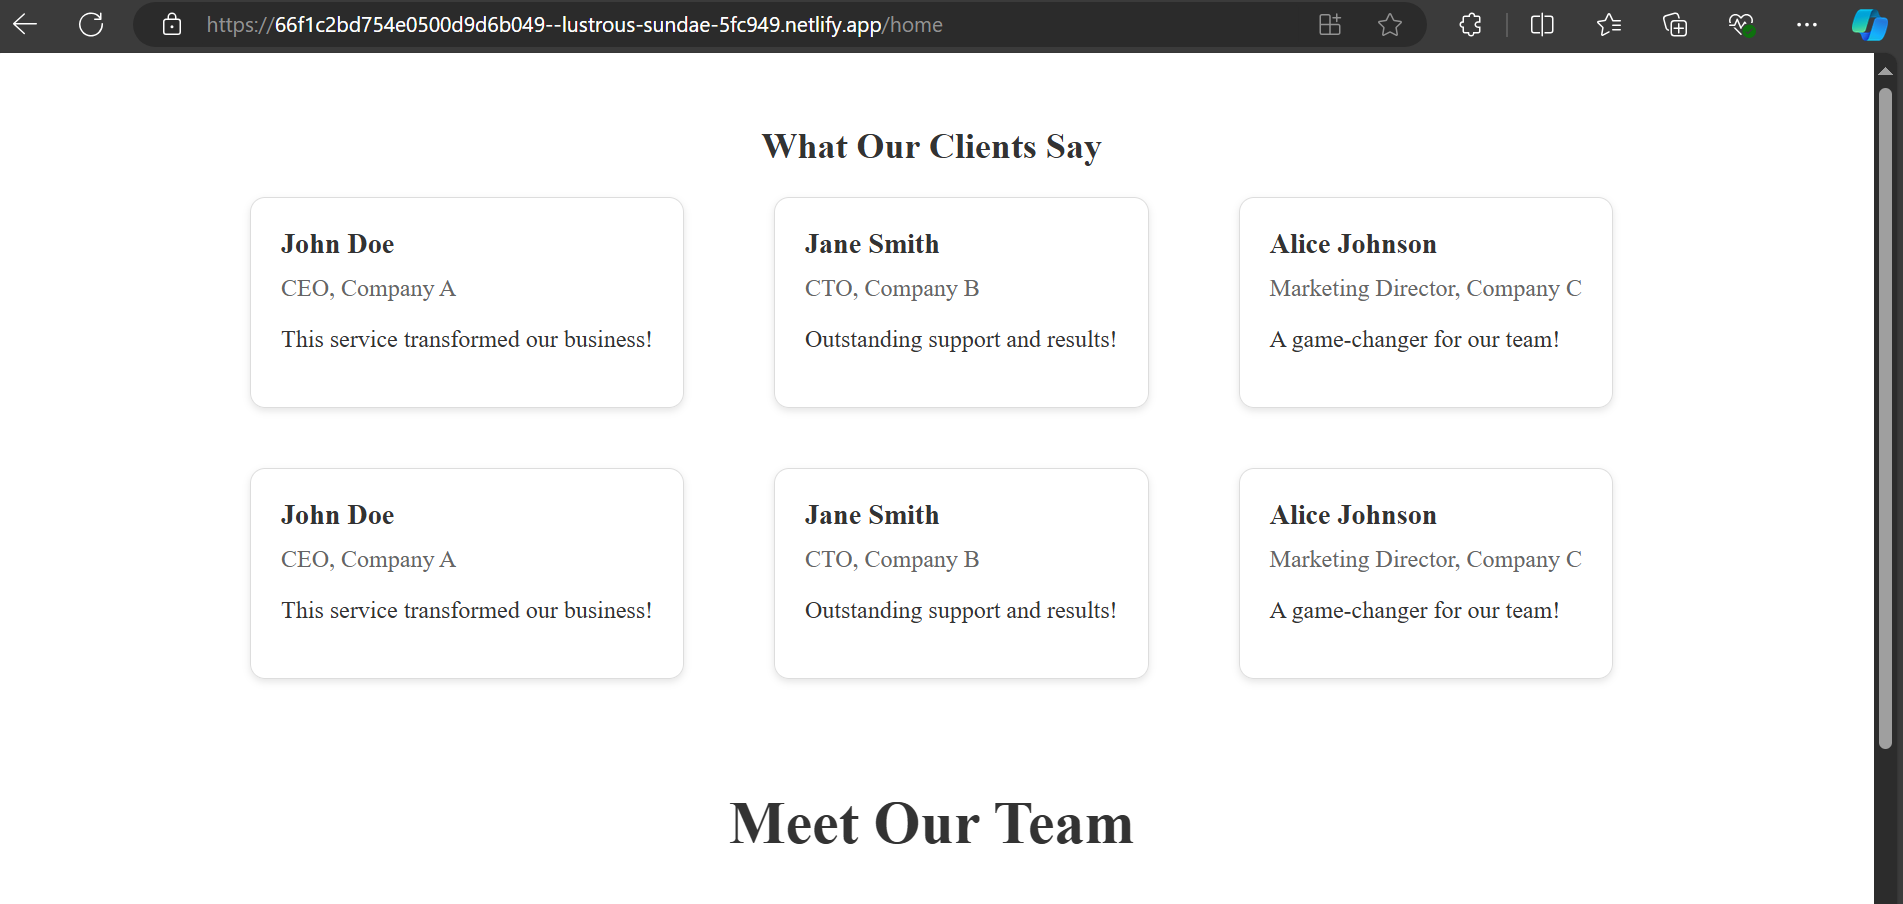 https://66f1c2bd754e0500d9d6b049--lustrous-sundae-5fc949.netlify.app/home
What Our Clients Say
John Doe
CEO, Company A
This service transformed our business!
Jane Smith
CTO, Company B
Outstanding support and results!
Alice Johnson
Marketing Director, Company C
A game-changer for our team!
John Doe
CEO, Company A
This service transformed our business!
Jane Smith
CTO, Company B
Outstanding support and results!
Alice Johnson
Marketing Director, Company C
A game-changer for our team!
Meet Our Team